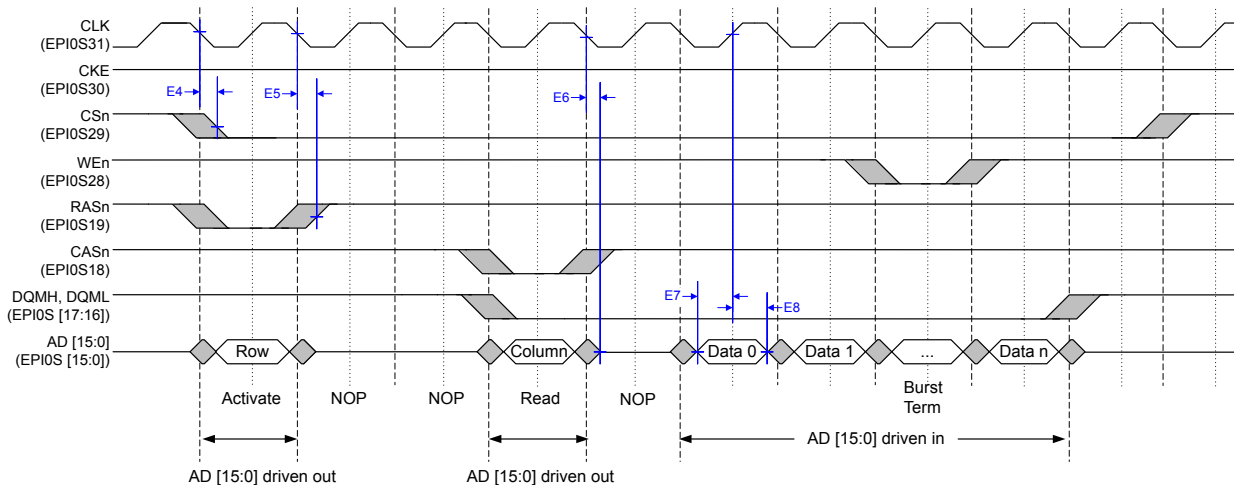 CLK
(EPI0S31)
CKE
(EPI0S30)
E4
E5
E6
CSn
(EPI0S29)
WEn
(EPI0S28)
RASn
(EPI0S19)
CASn
(EPI0S18)
DQMH, DQML
(EPI0S [17:16])
E7
E8
AD [15:0]
(EPI0S [15:0])
Row
Column
Data 0
Data 1
...
Data n
Activate
NOP
NOP
Read
NOP
Burst
Term
AD [15:0] driven in
AD [15:0] driven out
AD [15:0] driven out